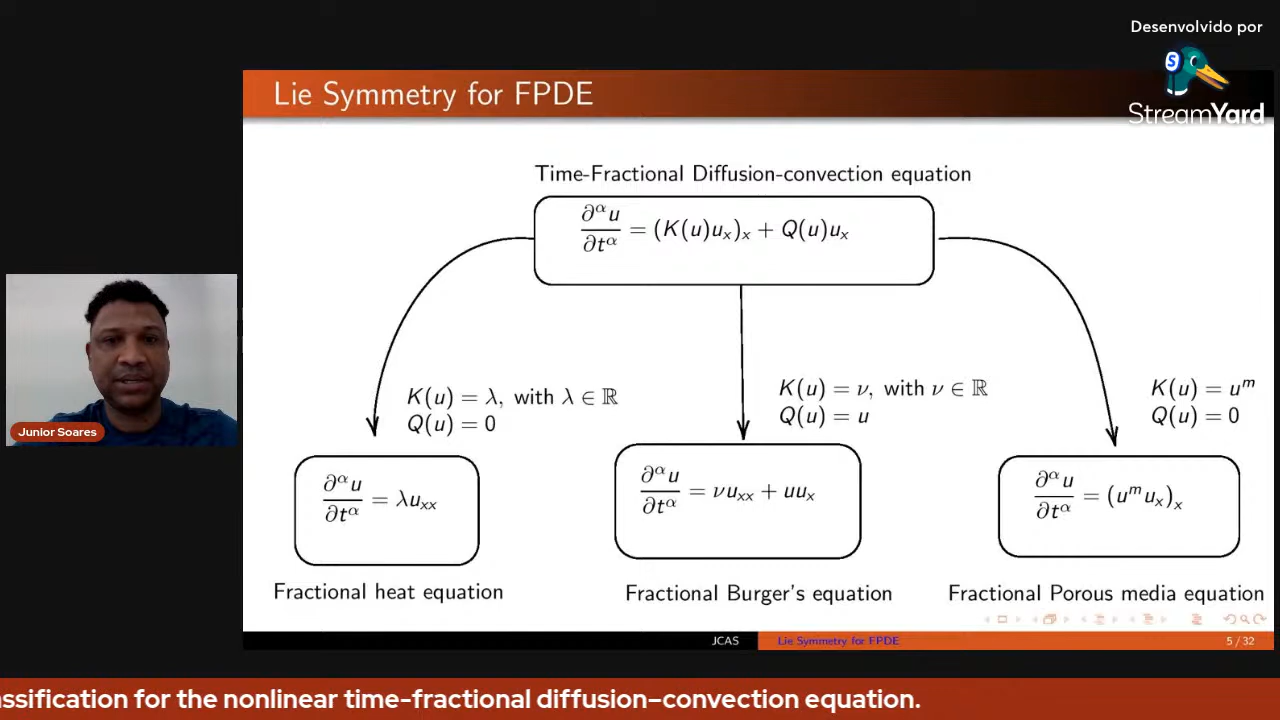 Desenvolvido por
StreamYard
Lie Symmetry for FPDE
Time-Fractional Diffusion-convection equation
∂^α u / ∂t^α = (K(u)u_x)_x + Q(u)u_x
K(u) = λ, with λ ∈ ℝ
Q(u) = 0
K(u) = ν, with ν ∈ ℝ
Q(u) = u
K(u) = u^m
Q(u) = 0
∂^α u / ∂t^α = λu_xx
∂^α u / ∂t^α = νu_xx + uu_x
∂^α u / ∂t^α = (u^m u_x)_x
Fractional heat equation
Fractional Burger's equation
Fractional Porous media equation
Junior Soares
JCAS
Lie Symmetry for FPDE
5 / 32
assification for the nonlinear time-fractional diffusion–convection equation.